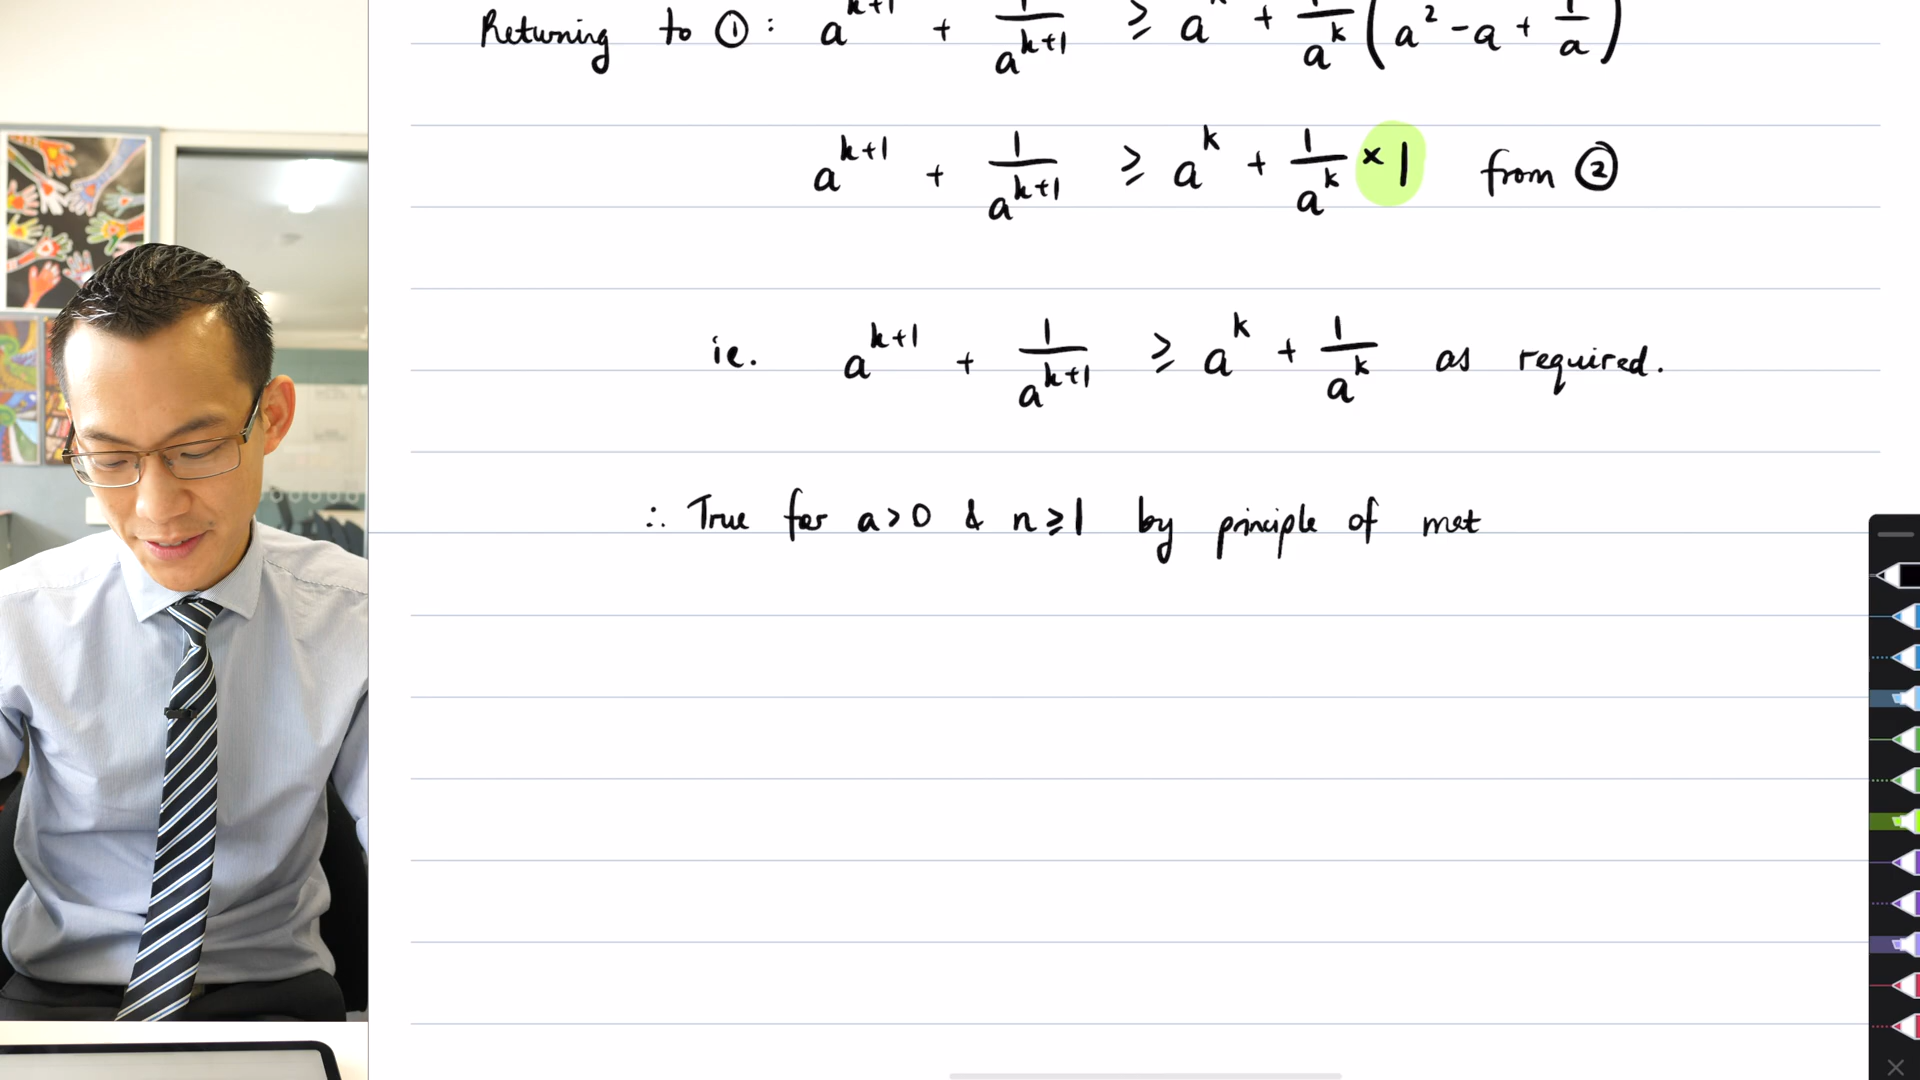 Returning to ①: a^{k+1} + 1/a^{k+1} ≥ a^k + 1/a^k (a² - a + 1/a)
a^{k+1} + 1/a^{k+1} ≥ a^k + 1/a^k × 1 from ②
ie. a^{k+1} + 1/a^{k+1} ≥ a^k + 1/a^k as required.
∴ True for a>0 & n≥1 by principle of mat